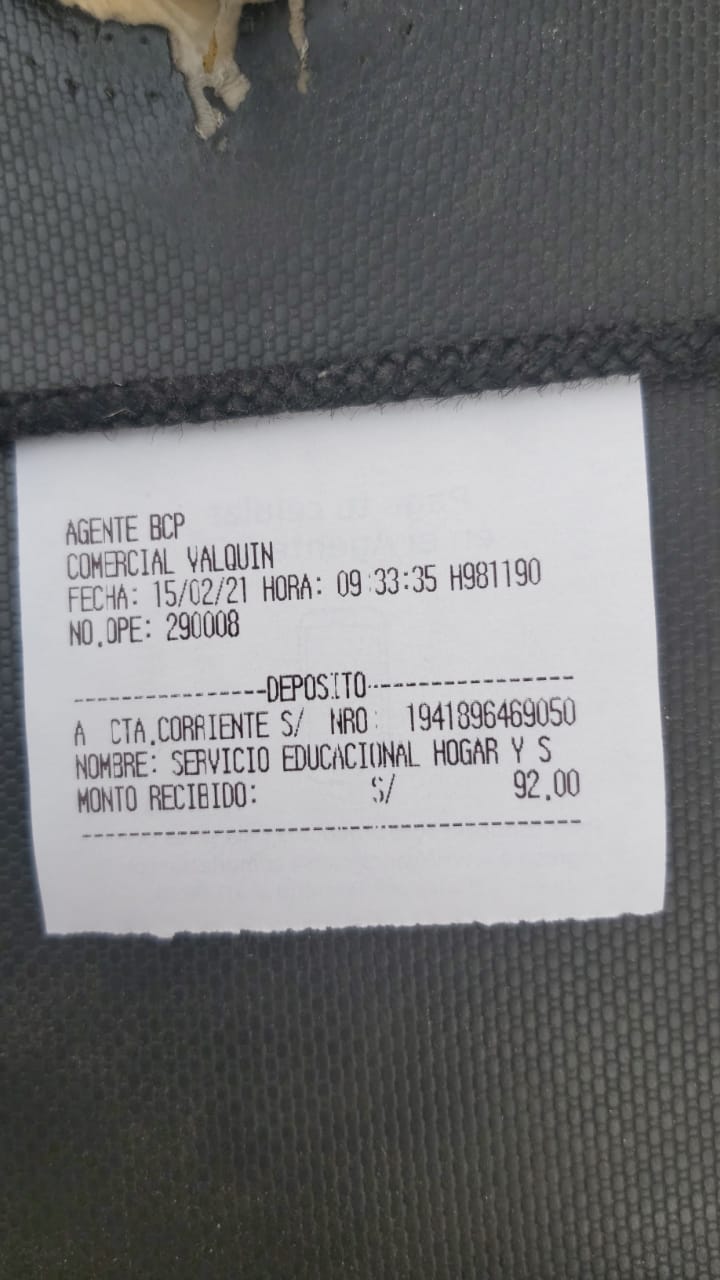 AGENTE BCP
COMERCIAL YALQUIN
FECHA: 15/02/21 HORA: 09:33:35 H981190
NO.OPE: 290008
----------------DEPOSITO-----------------
A CTA.CORRIENTE S/ NRO: 1941896469050
NOMBRE: SERVICIO EDUCACIONAL HOGAR Y S
MONTO RECIBIDO: S/ 92.00
------------------------------------------